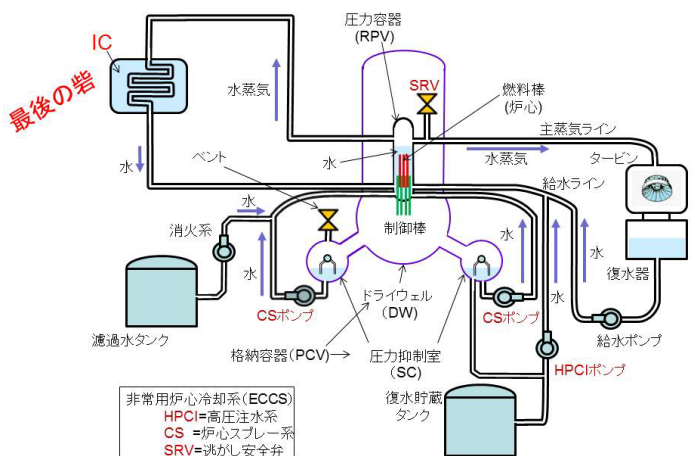 IC
最後の砦
圧力容器
(RPV)
SRV
燃料棒
(炉心)
水蒸気
主蒸気ライン
水
ベント
水
水蒸気
タービン
給水ライン
水
消火系
制御棒
水
水
水
水
復水器
ドライウェル
(DW)
CSポンプ
CSポンプ
濾過水タンク
給水ポンプ
格納容器(PCV)
圧力抑制室
(SC)
HPCIポンプ
復水貯蔵
タンク
非常用炉心冷却系(ECCS)
HPCI=高圧注水系
CS =炉心スプレー系
SRV=逃がし安全弁